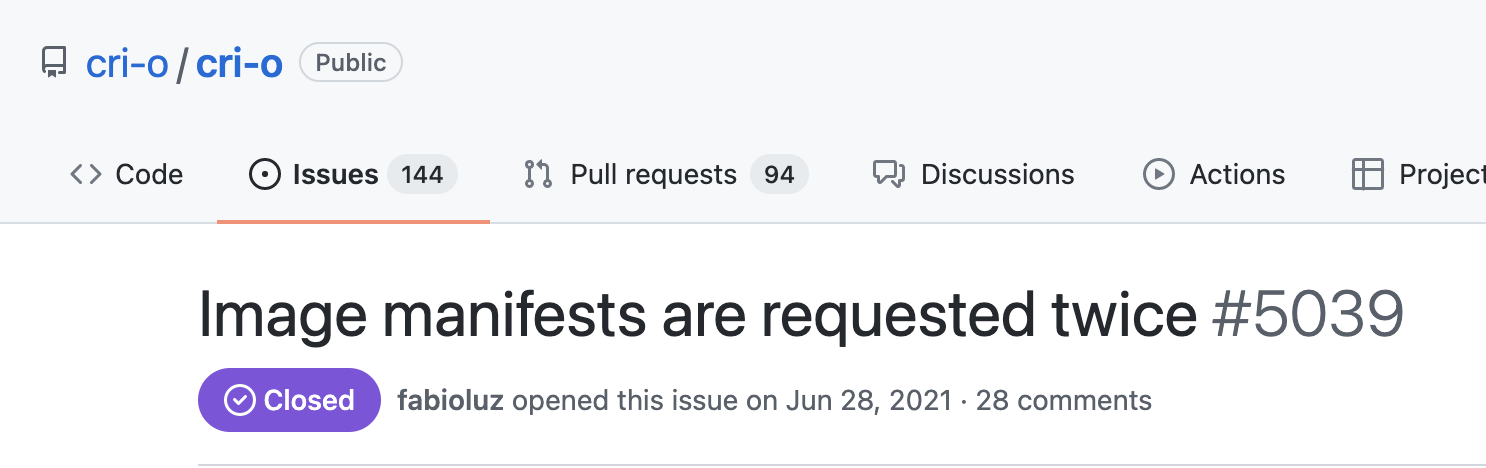 cri-o / cri-o Public
Code Issues 144 Pull requests 94 Discussions Actions Project
Image manifests are requested twice #5039
Closed fabioluz opened this issue on Jun 28, 2021 · 28 comments